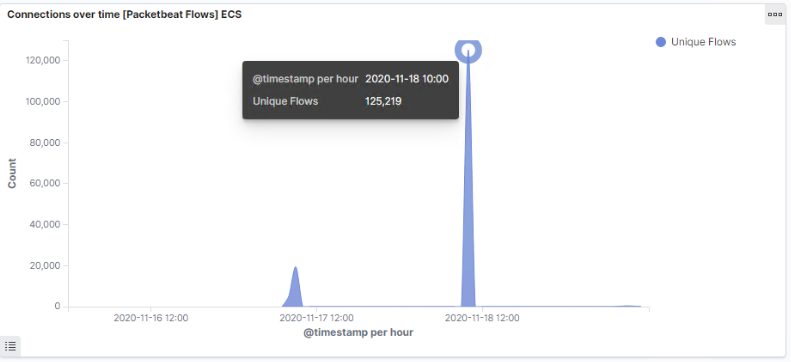 Connections over time [Packetbeat Flows] ECS
Unique Flows
@timestamp per hour 2020-11-18 10:00
Unique Flows 125,219
120,000
100,000
80,000
60,000
40,000
20,000
0
Count
2020-11-16 12:00 2020-11-17 12:00 2020-11-18 12:00
@timestamp per hour